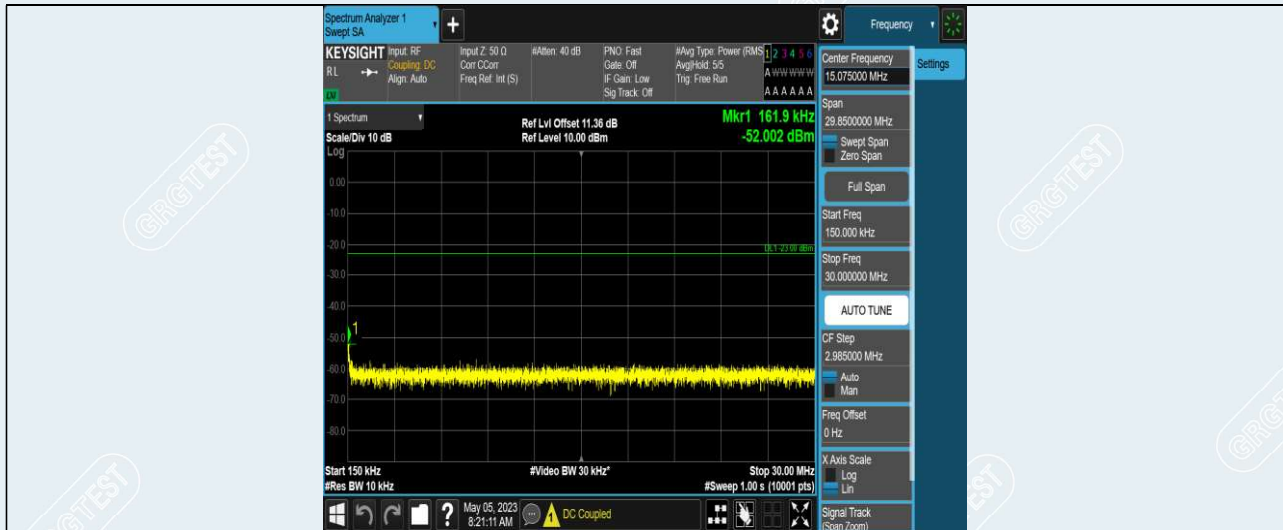 Spectrum Analyzer 1
Swept SA
+
Frequency
KEYSIGHT
Input: RF
Coupling: DC
Align: Auto
RL
LXI
Input Z: 50 Ω
Corr CCorr
Freq Ref: Int (S)
#Atten: 40 dB
PNO: Fast
Gate: Off
IF Gain: Low
Sig Track: Off
#Avg Type: Power (RMS
Avg|Hold: 5/5
Trig: Free Run
1 2 3 4 5 6
A W W W W W
A A A A A A
1 Spectrum
Scale/Div 10 dB
Ref Lvl Offset 11.36 dB
Ref Level 10.00 dBm
Mkr1 161.9 kHz
-52.002 dBm
Log
0.00
-10.0
-20.0
-30.0
-40.0
-50.0
-60.0
-70.0
-80.0
DL1 -23.00 dBm
1
Start 150 kHz
#Res BW 10 kHz
#Video BW 30 kHz*
Stop 30.00 MHz
#Sweep 1.00 s (10001 pts)
?
May 05, 2023
8:21:11 AM
DC Coupled
Center Frequency
15.075000 MHz
Settings
Span
29.8500000 MHz
Swept Span
Zero Span
Full Span
Start Freq
150.000 kHz
Stop Freq
30.000000 MHz
AUTO TUNE
CF Step
2.985000 MHz
Auto
Man
Freq Offset
0 Hz
X Axis Scale
Log
Lin
Signal Track
(Span Zoom)
GRGTEST
GRGTEST
GRGTEST
GRGTEST